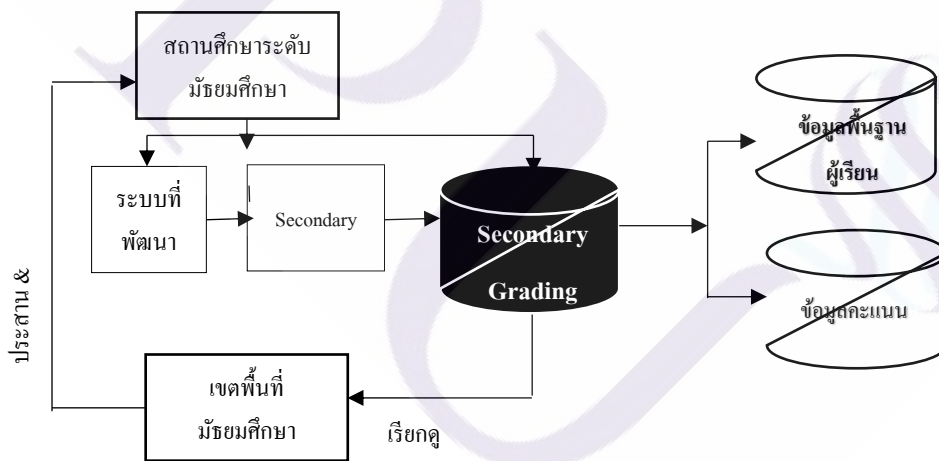 สถานศึกษาระดับ
มัธยมศึกษา
ข้อมูลพื้นฐาน
ผู้เรียน
ระบบที่
พัฒนา
Secondary
Secondary
Grading
ข้อมูลคะแนน
ประสาน &
เขตพื้นที่
มัธยมศึกษา
เรียกดู